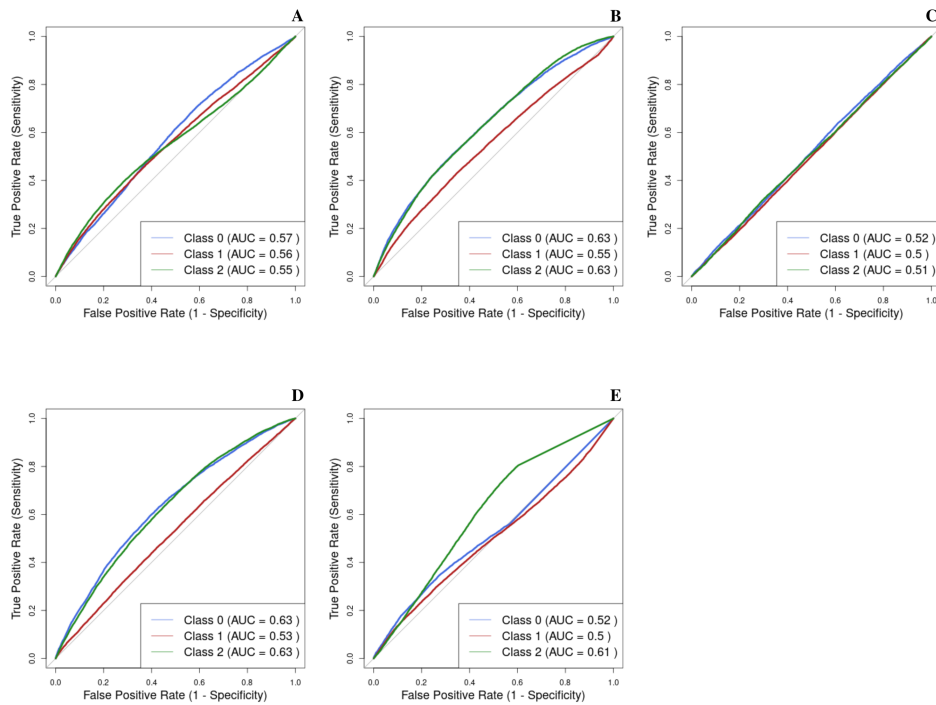 A
True Positive Rate (Sensitivity)
1.0
0.8
0.6
0.4
0.2
0.0
Class 0 (AUC = 0.57 )
Class 1 (AUC = 0.56 )
Class 2 (AUC = 0.55 )
0.0 0.2 0.4 0.6 0.8 1.0
False Positive Rate (1 - Specificity)
B
True Positive Rate (Sensitivity)
1.0
0.8
0.6
0.4
0.2
0.0
Class 0 (AUC = 0.63 )
Class 1 (AUC = 0.55 )
Class 2 (AUC = 0.63 )
0.0 0.2 0.4 0.6 0.8 1.0
False Positive Rate (1 - Specificity)
C
True Positive Rate (Sensitivity)
1.0
0.8
0.6
0.4
0.2
0.0
Class 0 (AUC = 0.52 )
Class 1 (AUC = 0.5 )
Class 2 (AUC = 0.51 )
0.0 0.2 0.4 0.6 0.8 1.0
False Positive Rate (1 - Specificity)
D
True Positive Rate (Sensitivity)
1.0
0.8
0.6
0.4
0.2
0.0
Class 0 (AUC = 0.63 )
Class 1 (AUC = 0.53 )
Class 2 (AUC = 0.63 )
0.0 0.2 0.4 0.6 0.8 1.0
False Positive Rate (1 - Specificity)
E
True Positive Rate (Sensitivity)
1.0
0.8
0.6
0.4
0.2
0.0
Class 0 (AUC = 0.52 )
Class 1 (AUC = 0.5 )
Class 2 (AUC = 0.61 )
0.0 0.2 0.4 0.6 0.8 1.0
False Positive Rate (1 - Specificity)